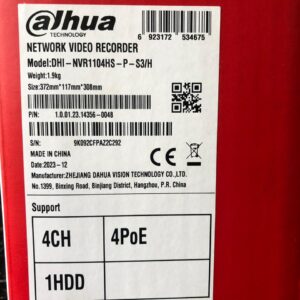 alhua
TECHNOLOGY
NETWORK VIDEO RECORDER
Model:DHI-NVR1104HS-P-S3/H
Weight:1.9kg
Size:372mm*117mm*308mm
6 923172 534675
P/N: 1.0.01.23.14356-0048
S/N: 9K092CFPAZ2C292
MADE IN CHINA
Date:
2023-12
Manufacturer:ZHEJIANG DAHUA VISION TECHNOLOGY CO., LTD.
No.1399, Binxing Road, Binjiang District, Hangzhou, P.R. China
CE
Support
4CH 4PoE
1HDD